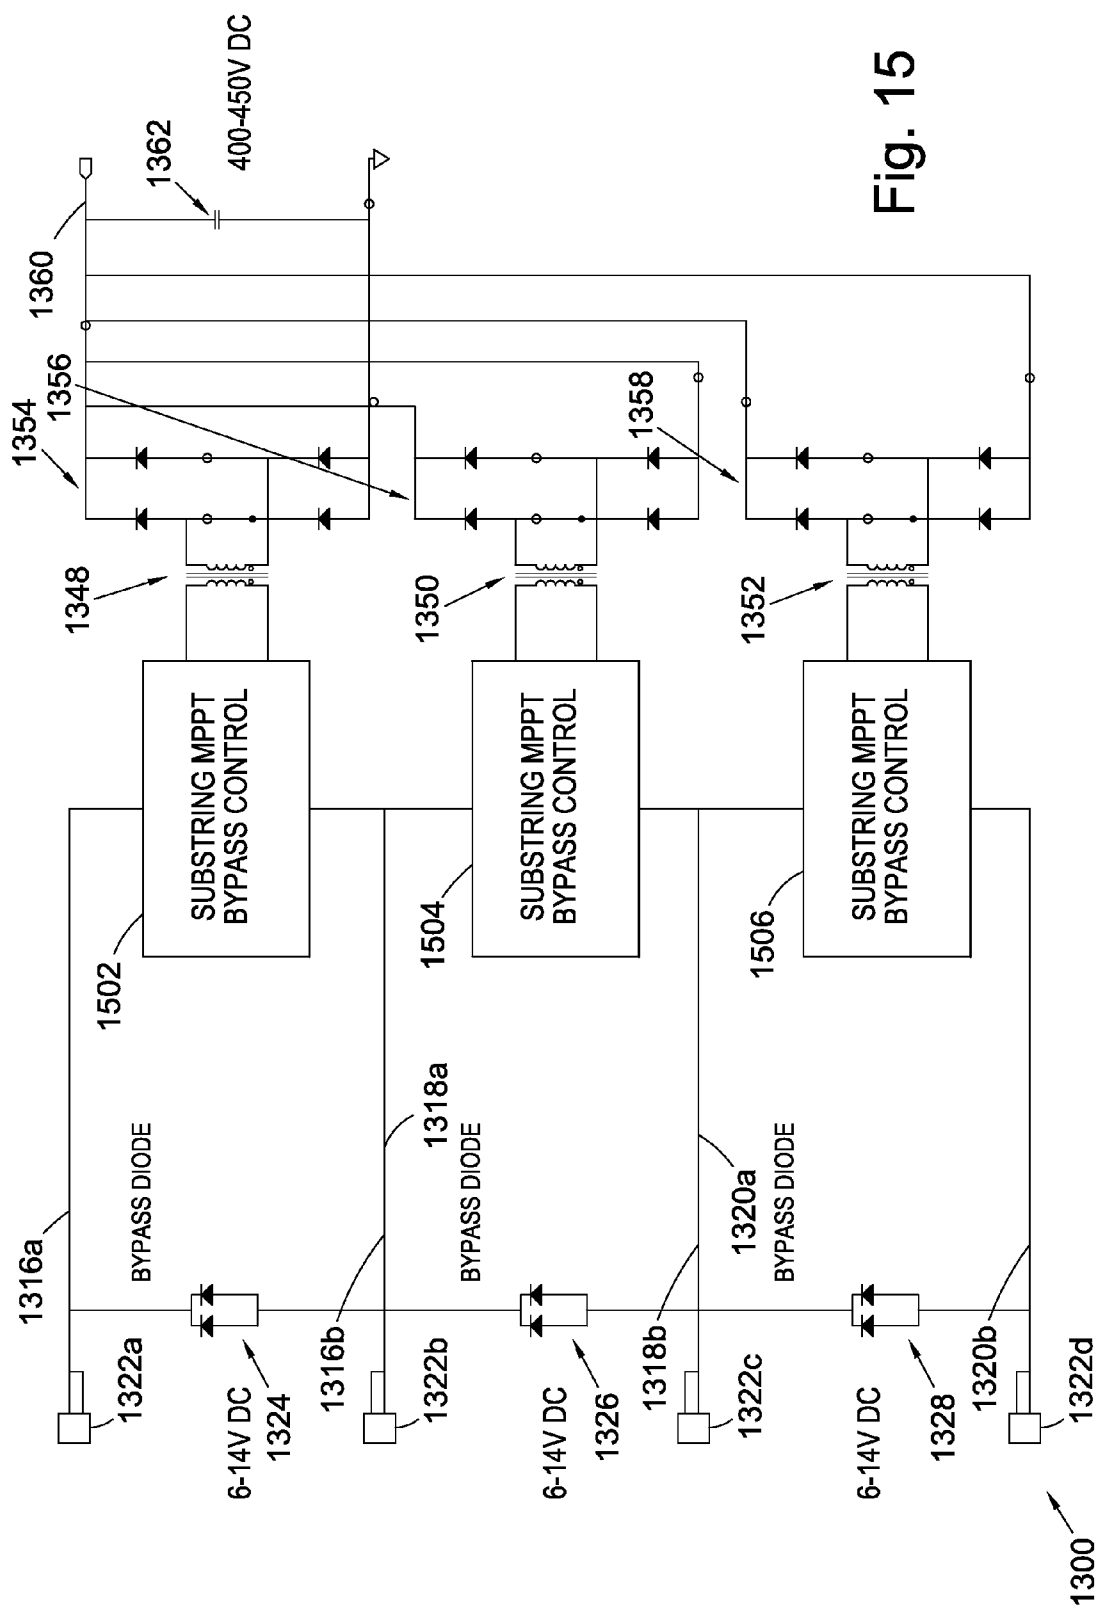 1316a
BYPASS DIODE
1322a
6-14V DC
1324
1316b
1322b
1318a
BYPASS DIODE
6-14V DC
1326
1318b
1322c
1320a
BYPASS DIODE
6-14V DC
1328
1320b
1322d
1300
1502
SUBSTRING MPPT
BYPASS CONTROL
1504
SUBSTRING MPPT
BYPASS CONTROL
1506
SUBSTRING MPPT
BYPASS CONTROL
1348
1350
1352
1354
1356
1358
1360
1362
400-450V DC
Fig. 15